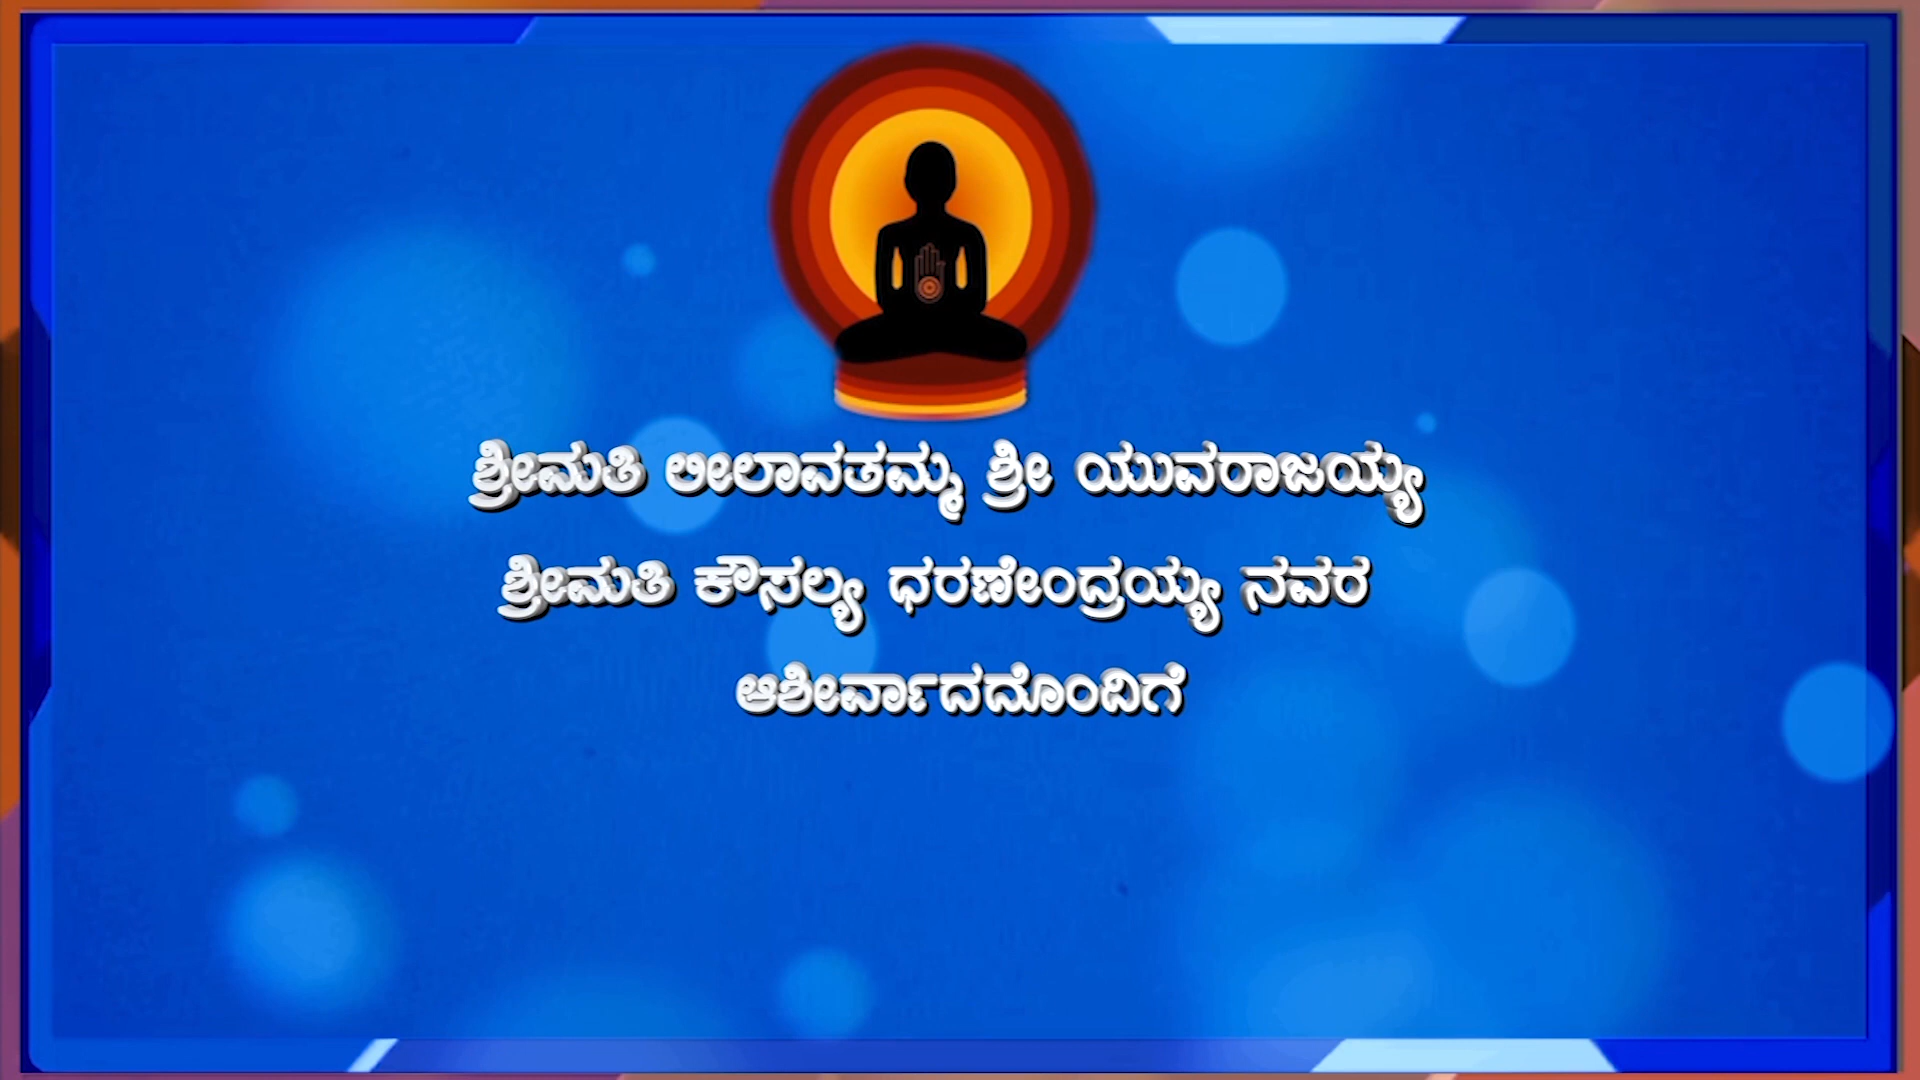 ಶ್ರೀಮತಿ ಲೀಲಾವತಮ್ಮ ಶ್ರೀ ಯುವರಾಜಯ್ಯ
ಶ್ರೀಮತಿ ಕೌಸಲ್ಯ ಧರಣೇಂದ್ರಯ್ಯ ನವರ
ಆಶೀರ್ವಾದದೊಂದಿಗೆ